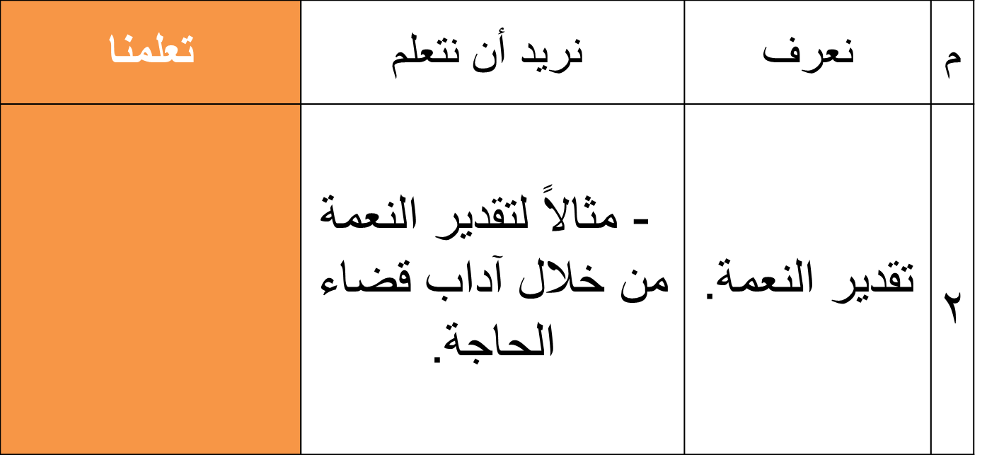 م نعرف نريد أن نتعلم تعلمنا
٢ تقدير النعمة. - مثالاً لتقدير النعمة
من خلال آداب قضاء
الحاجة.